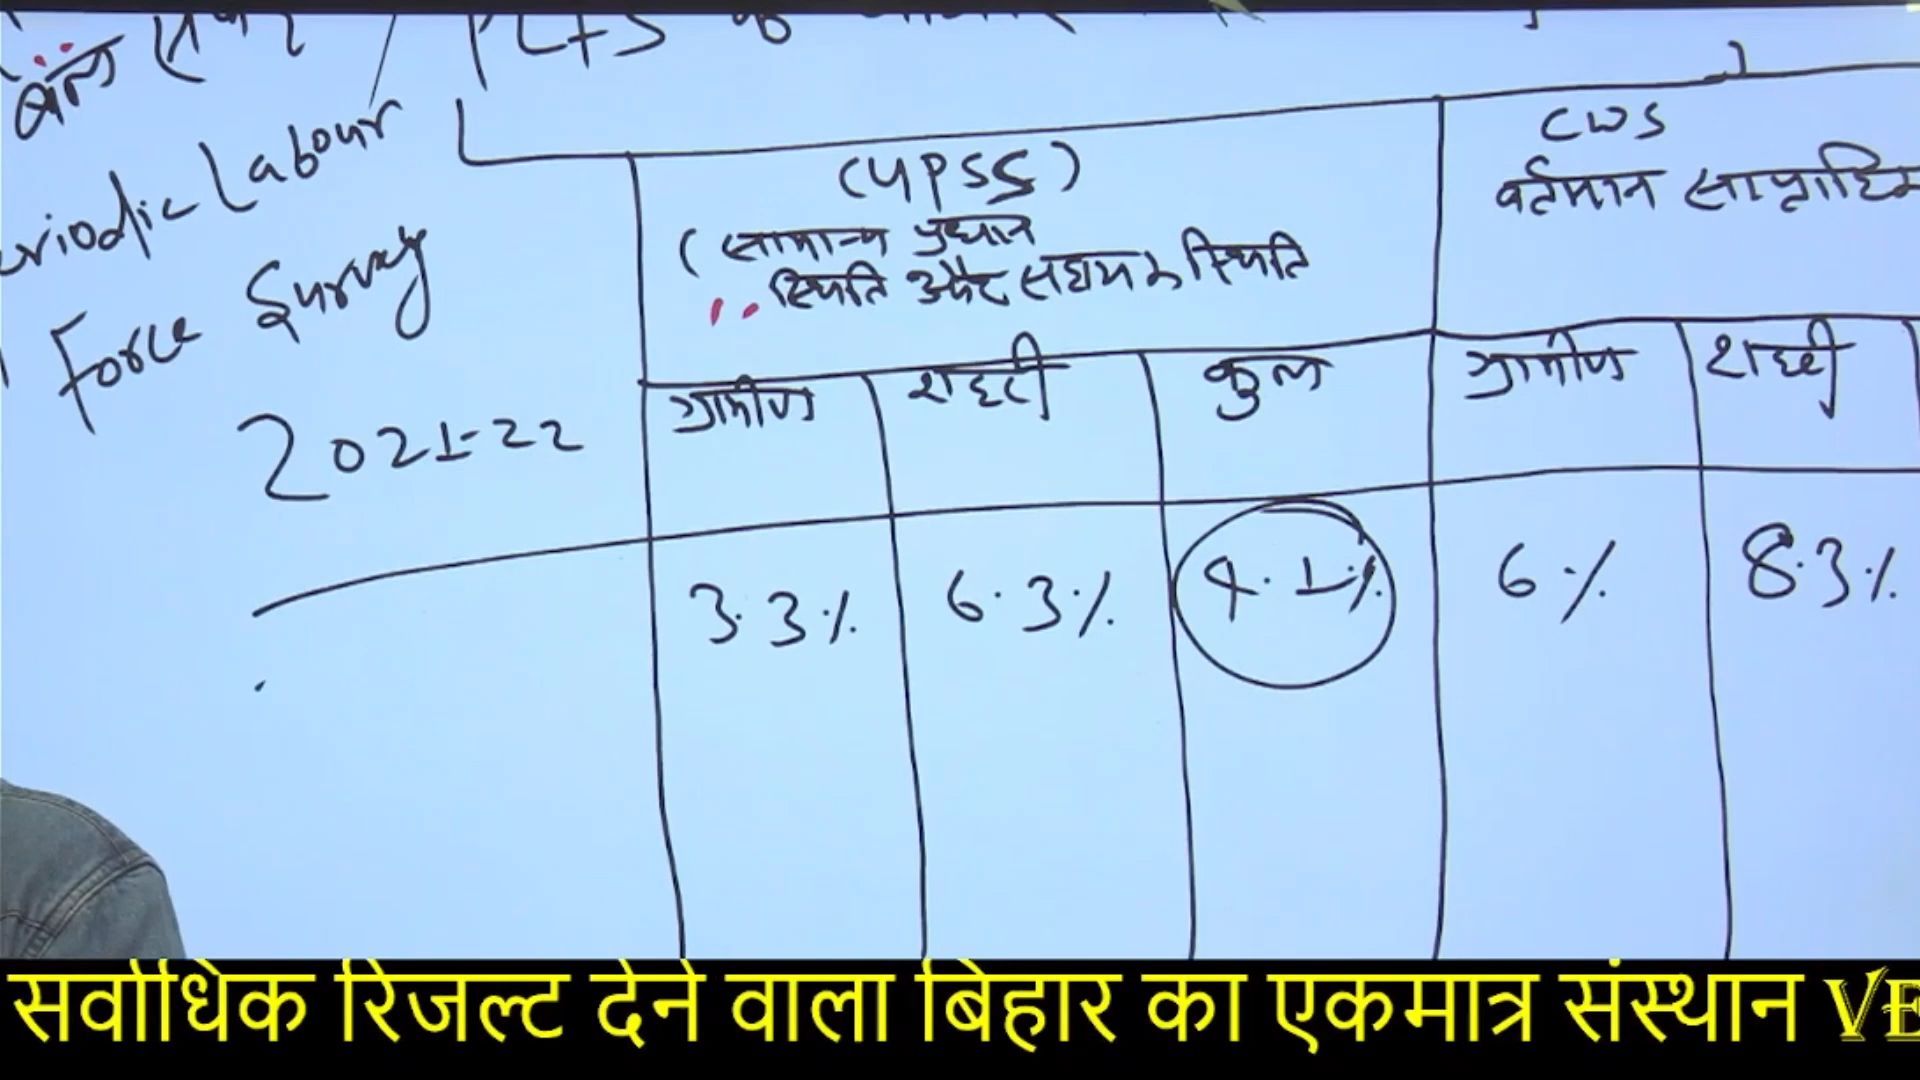 PLFS के
Periodic Labour
Force Survey
2021-22
(UPSS)
(सामान्य प्रधान
स्थिति और सहायक स्थिति
CWS
वर्तमान साप्ताहिक
ग्रामीण शहरी कुल ग्रामीण शहरी
3.3% 6.3% 4.1% 6% 8.3%
सर्वाधिक रिजल्ट देने वाला बिहार का एकमात्र संस्थान VE